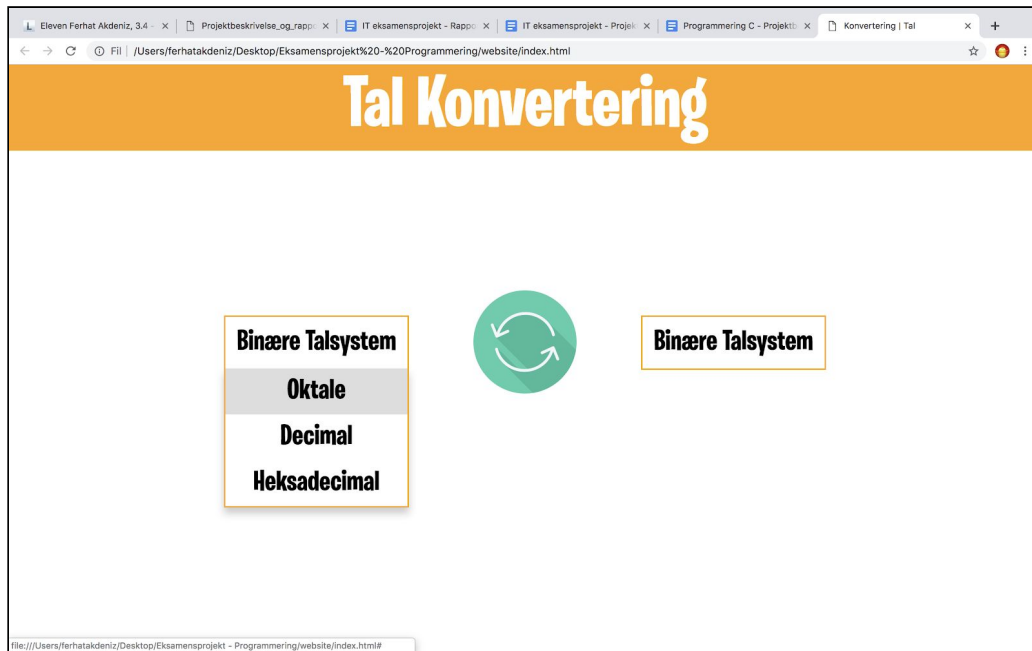 Eleven Ferhat Akdeniz, 3.4 -
Projektbeskrivelse_og_rappo
IT eksamensprojekt - Rappo
IT eksamensprojekt - Projek
Programmering C - Projektb
Konvertering | Tal
Fil | /Users/ferhatakdeniz/Desktop/Eksamensprojekt%20-%20Programmering/website/index.html
Tal Konvertering
Binære Talsystem
Binære Talsystem
Oktale
Decimal
Heksadecimal
file:///Users/ferhatakdeniz/Desktop/Eksamensprojekt - Programmering/website/index.html#